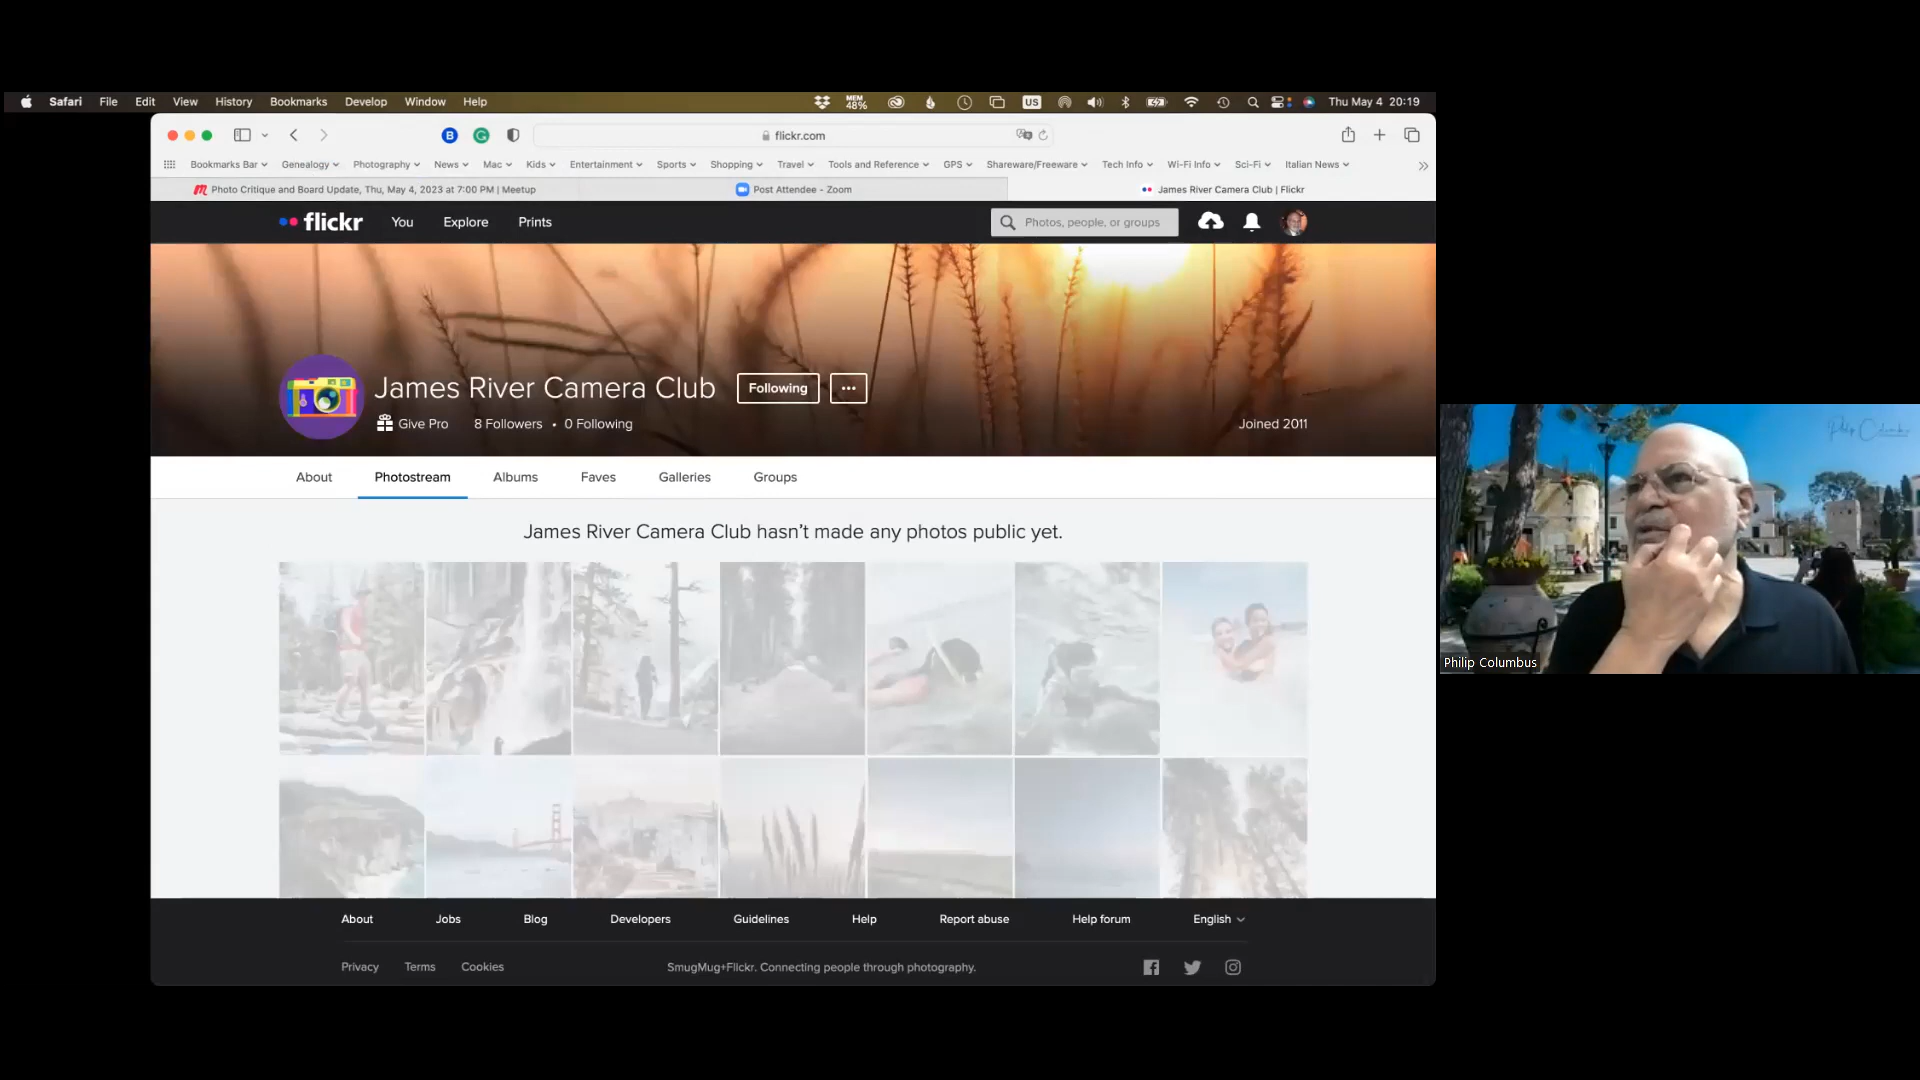 Safari File Edit View History Bookmarks Develop Window Help MEM 48% US Thu May 4 20:19
B G flickr.com
Bookmarks Bar Genealogy Photography News Mac Kids Entertainment Sports Shopping Travel Tools and Reference GPS Shareware/Freeware Tech Info Wi-Fi Info Sci-Fi Italian News
Photo Critique and Board Update, Thu, May 4, 2023 at 7:00 PM | Meetup Post Attendee - Zoom James River Camera Club | Flickr
flickr You Explore Prints Photos, people, or groups
James River Camera Club Following ...
Give Pro 8 Followers • 0 Following Joined 2011
About Photostream Albums Faves Galleries Groups
James River Camera Club hasn't made any photos public yet.
Philip Columbus
Philip Columbus
About Jobs Blog Developers Guidelines Help Report abuse Help forum English
Privacy Terms Cookies SmugMug+Flickr. Connecting people through photography.